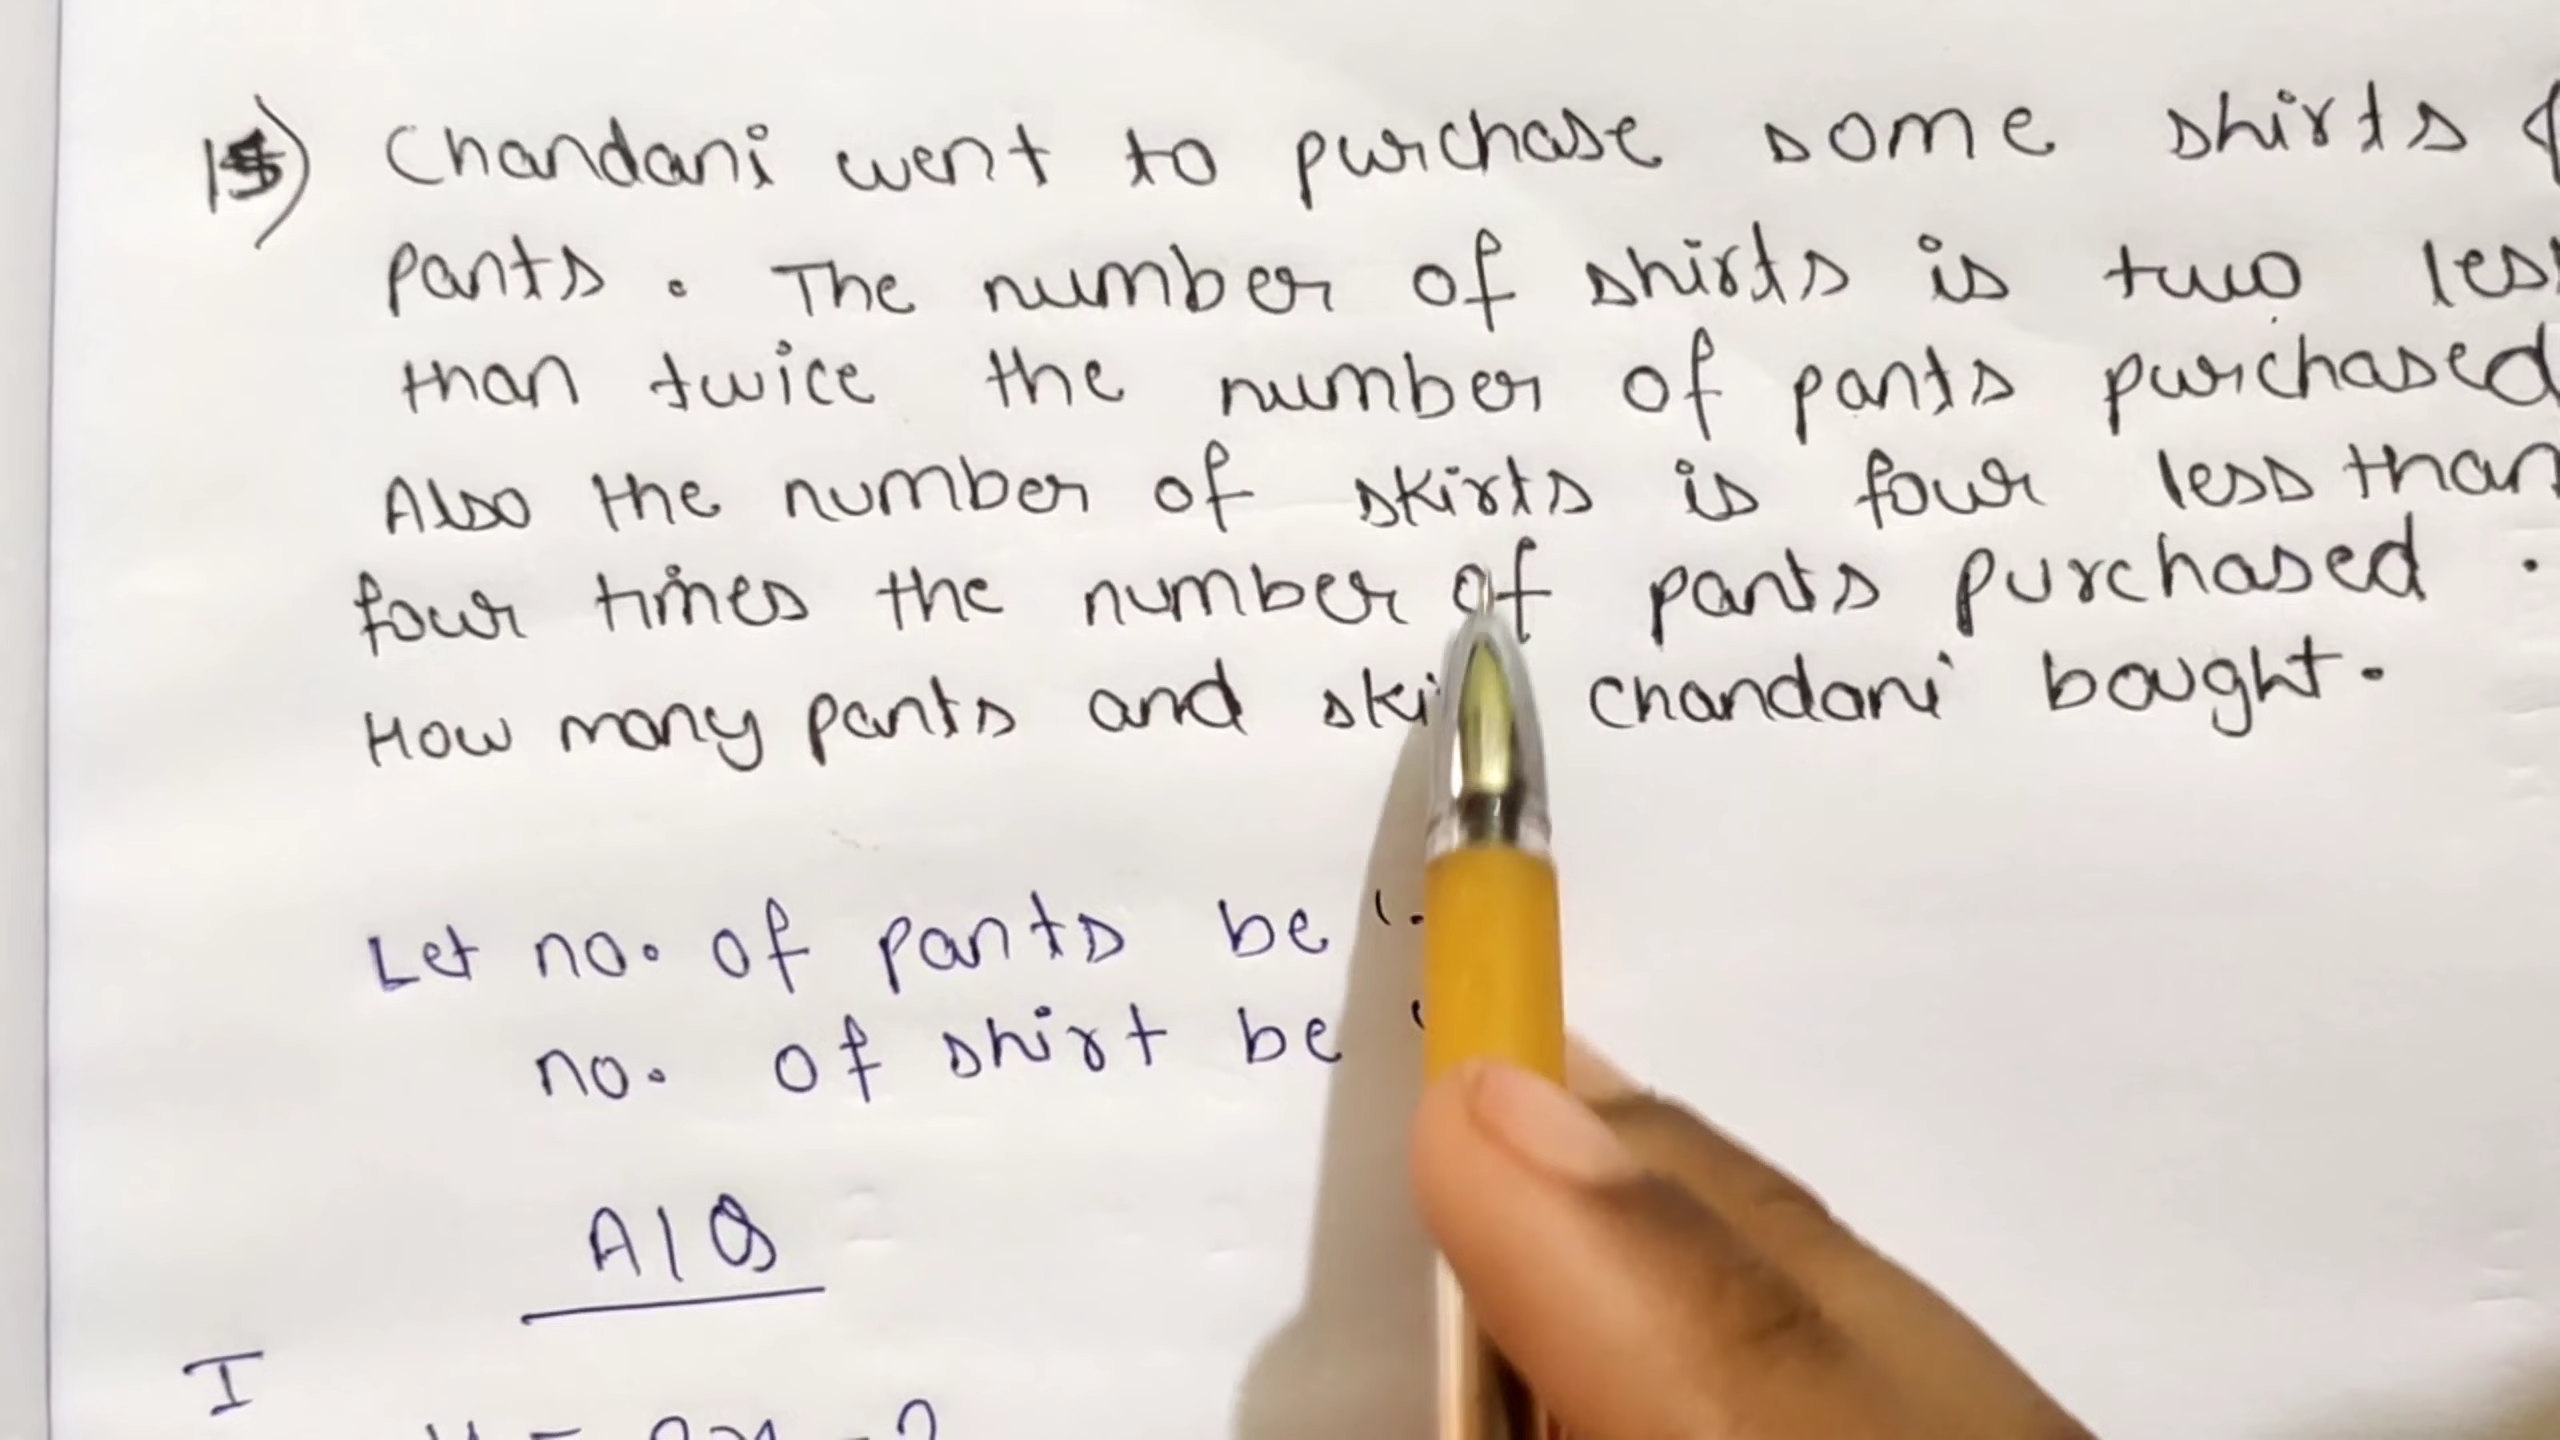 15) Chandani went to purchase some shirts &
pants. The number of shirts is two les
than twice the number of pants purchased
Also the number of skirts is four less than
four times the number of pants purchased.
How many pants and chandani bought.
Let no. of pants be
no. of shirt be
A/Q
I